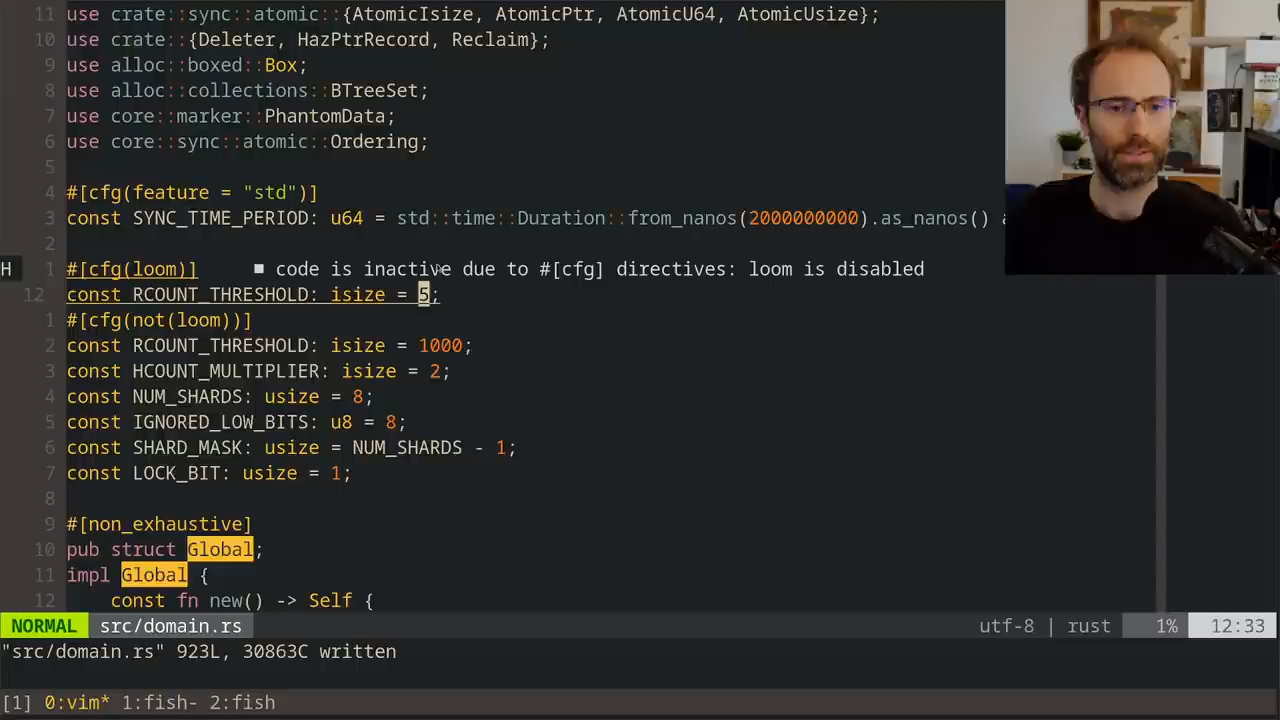 11 use crate::sync::atomic::{AtomicIsize, AtomicPtr, AtomicU64, AtomicUsize};
10 use crate::{Deleter, HazPtrRecord, Reclaim};
9 use alloc::boxed::Box;
8 use alloc::collections::BTreeSet;
7 use core::marker::PhantomData;
6 use core::sync::atomic::Ordering;
5
4 #[cfg(feature = "std")]
3 const SYNC_TIME_PERIOD: u64 = std::time::Duration::from_nanos(2000000000).as_nanos()
2
H 1 #[cfg(loom)] ■ code is inactive due to #[cfg] directives: loom is disabled
12 const RCOUNT_THRESHOLD: isize = 5;
1 #[cfg(not(loom))]
2 const RCOUNT_THRESHOLD: isize = 1000;
3 const HCOUNT_MULTIPLIER: isize = 2;
4 const NUM_SHARDS: usize = 8;
5 const IGNORED_LOW_BITS: u8 = 8;
6 const SHARD_MASK: usize = NUM_SHARDS - 1;
7 const LOCK_BIT: usize = 1;
8
9 #[non_exhaustive]
10 pub struct Global;
11 impl Global {
12 const fn new() -> Self {
NORMAL src/domain.rs utf-8 | rust 1% 12:33
"src/domain.rs" 923L, 30863C written
[1] 0:vim* 1:fish- 2:fish